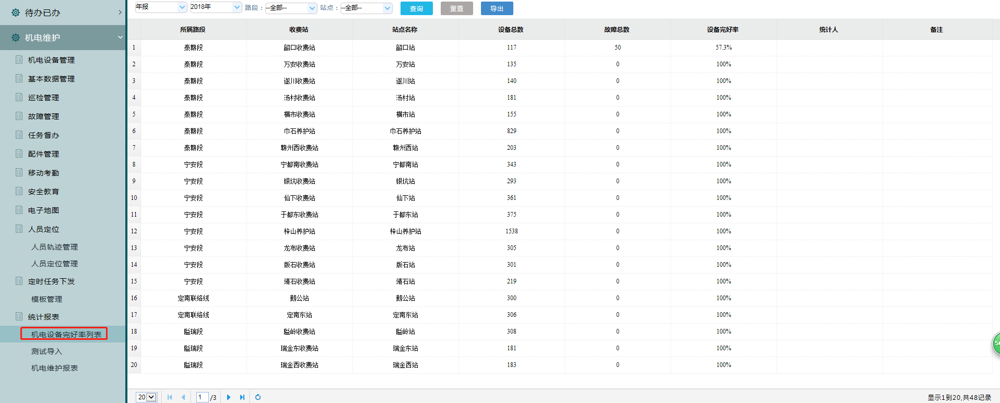 待办已办
机电维护
机电设备管理
基本数据管理
巡检管理
故障管理
任务督办
配件管理
移动考勤
安全教育
电子地图
人员定位
人员轨迹管理
人员定位管理
定时任务下发
模板管理
统计报表
机电设备完好率列表
测试导入
机电维护报表
年报 2018年 路段： --全部-- 站点： --全部-- 查询 重置 导出
所属路段 收费站 站点名称 设备总数 故障总数 设备完好率 统计人 备注
1 泰赣段 韶口收费站 韶口站 117 50 57.3%
2 泰赣段 万安收费站 万安站 135 0 100%
3 泰赣段 遂川收费站 遂川站 140 0 100%
4 泰赣段 汤村收费站 汤村站 181 0 100%
5 泰赣段 横市收费站 横市站 155 0 100%
6 泰赣段 巾石养护站 巾石养护站 829 0 100%
7 泰赣段 赣州西收费站 赣州西站 203 0 100%
8 宁安段 宁都南收费站 宁都南站 343 0 100%
9 宁安段 银坑收费站 银坑站 293 0 100%
10 宁安段 仙下收费站 仙下站 361 0 100%
11 宁安段 于都东收费站 于都东站 375 0 100%
12 宁安段 梓山养护站 梓山养护站 1538 0 100%
13 宁安段 龙布收费站 龙布站 305 0 100%
14 宁安段 版石收费站 版石站 301 0 100%
15 宁安段 靖石收费站 靖石站 219 0 100%
16 定南联络线 鹅公站 鹅公站 300 0 100%
17 定南联络线 定南东站 定南东站 306 0 100%
18 隘瑞段 隘岭收费站 隘岭站 308 0 100%
19 隘瑞段 瑞金东收费站 瑞金东站 181 0 100%
20 隘瑞段 瑞金西收费站 瑞金西站 183 0 100%
20 1 /3 显示1到20,共48记录